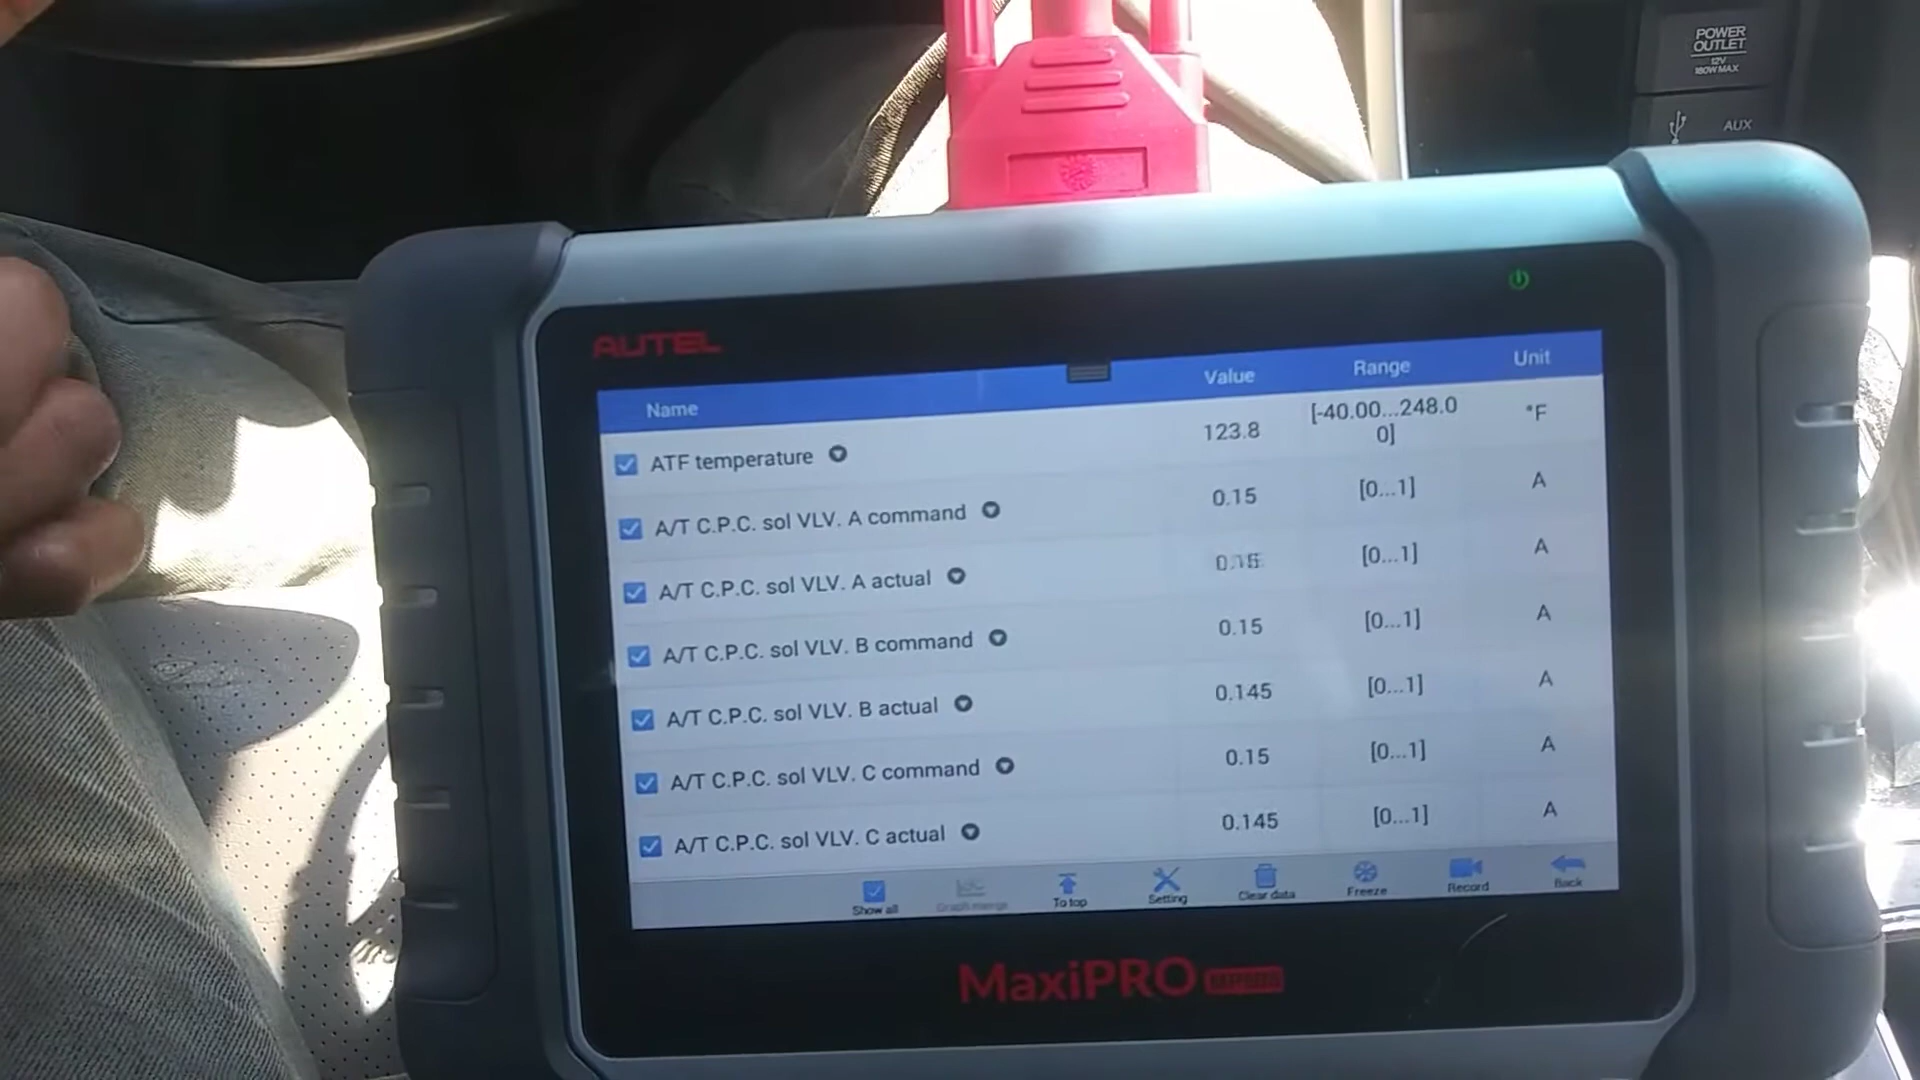 POWER
OUTLET
12V
180W MAX
AUX
AUTEL
Name Value Range Unit
ATF temperature 123.8 [-40.00...248.0
0] °F
A/T C.P.C. sol VLV. A command 0.15 [0...1] A
A/T C.P.C. sol VLV. A actual [0...1] A
A/T C.P.C. sol VLV. B command 0.15 [0...1] A
A/T C.P.C. sol VLV. B actual 0.145 [0...1] A
A/T C.P.C. sol VLV. C command 0.15 [0...1] A
A/T C.P.C. sol VLV. C actual 0.145 [0...1] A
Show all Graph merge To top Setting Clear data Freeze Record Back
MaxiPRO